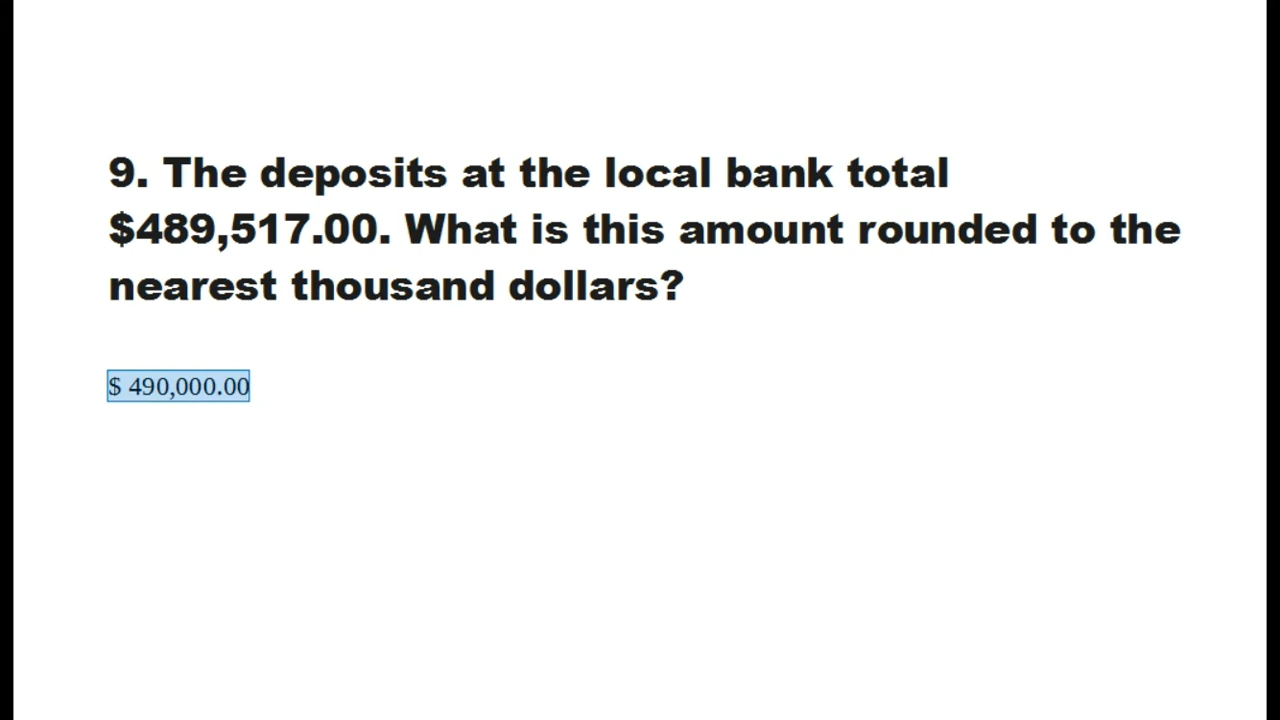 9. The deposits at the local bank total
$489,517.00. What is this amount rounded to the
nearest thousand dollars?
$ 490,000.00